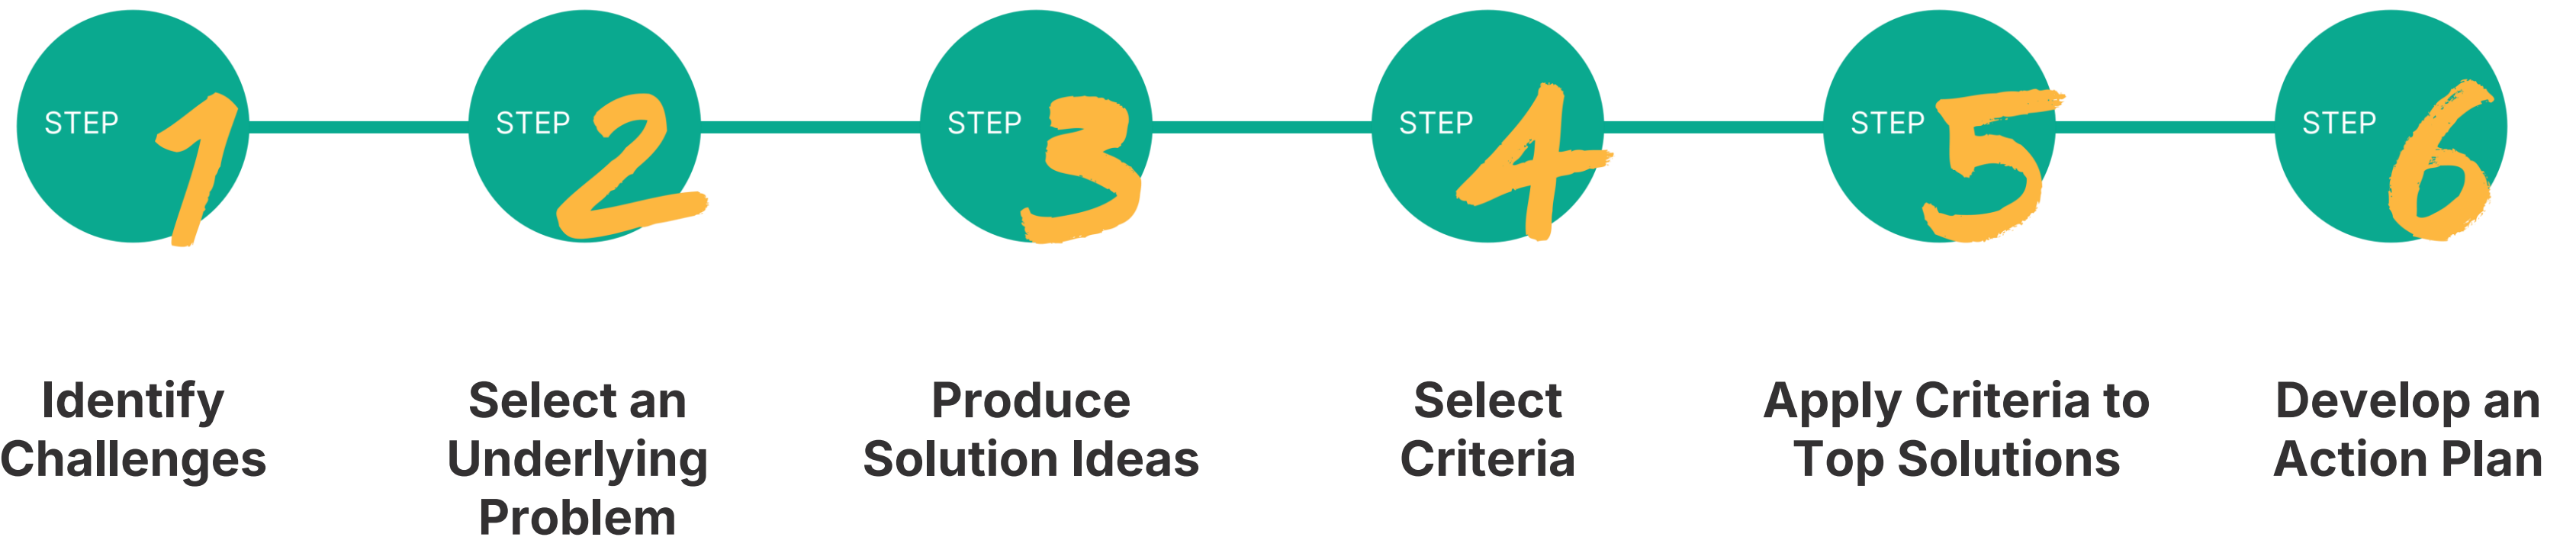 STEP 1
STEP 2
STEP 3
STEP 4
STEP 5
STEP 6
Identify
Challenges
Select an
Underlying
Problem
Produce
Solution Ideas
Select
Criteria
Apply Criteria to
Top Solutions
Develop an
Action Plan